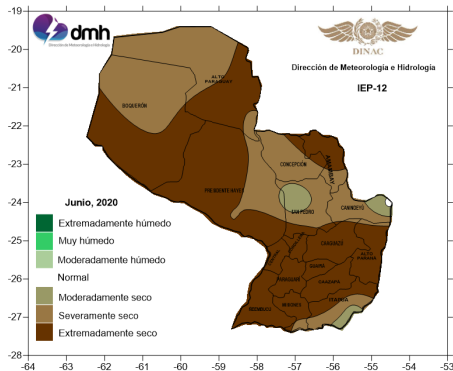 dmh
Dirección de Meteorología e Hidrología
DINAC
Dirección de Meteorología e Hidrología
IEP-12
-19
-20
-21
-22
-23
-24
-25
-26
-27
-28
ALTO
PARAGUAY
BOQUERÓN
CONCEPCIÓN
AMAMBAY
PRESIDENTE HAYES
SAN PEDRO
CANINDEYÚ
CAAGUAZÚ
ALTO
PARANÁ
GUAIRÁ
PARAGUARÍ
CAAZAPÁ
ITAPÚA
MISIONES
ÑEEMBUCÚ
Junio, 2020
Extremadamente húmedo
Muy húmedo
Moderadamente húmedo
Normal
Moderadamente seco
Severamente seco
Extremadamente seco
-64 -63 -62 -61 -60 -59 -58 -57 -56 -55 -54 -53